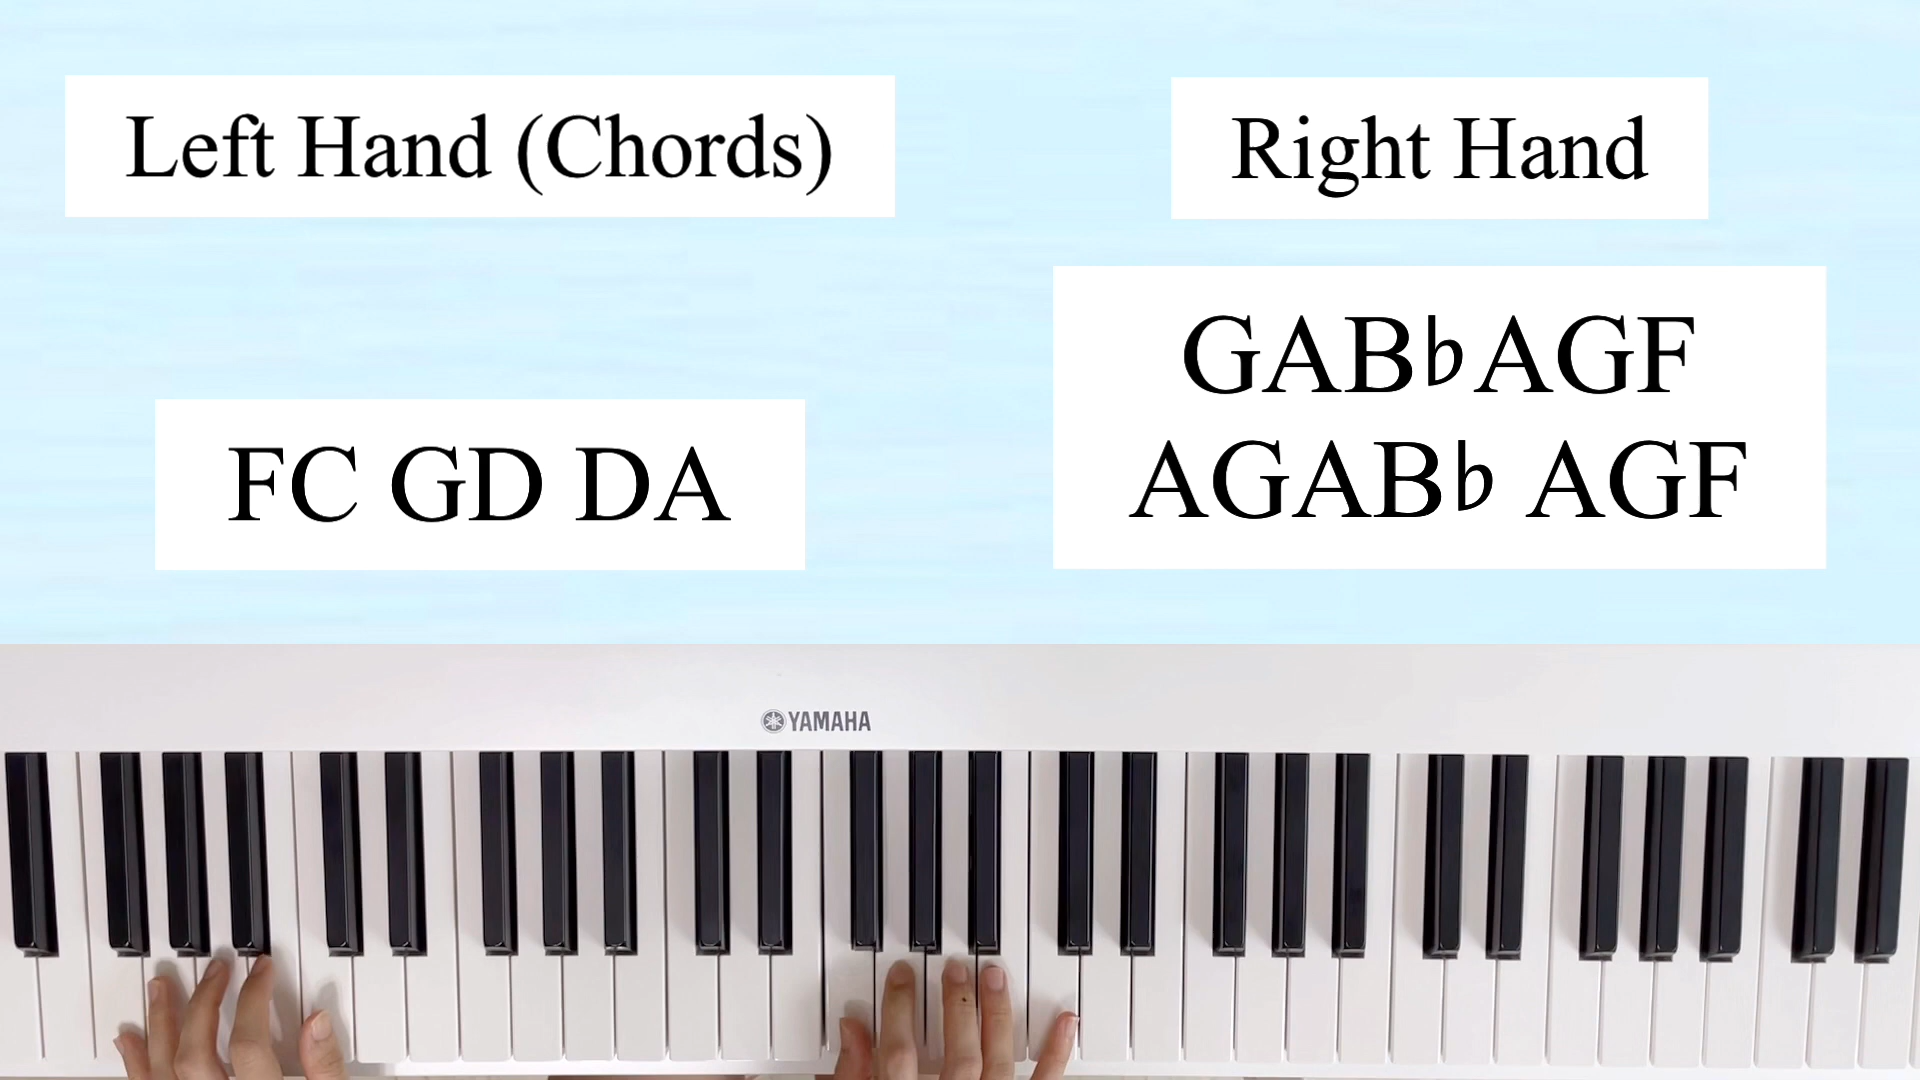 Left Hand (Chords)
Right Hand
FC GD DA
GAB♭AGF
AGAB♭ AGF
YAMAHA